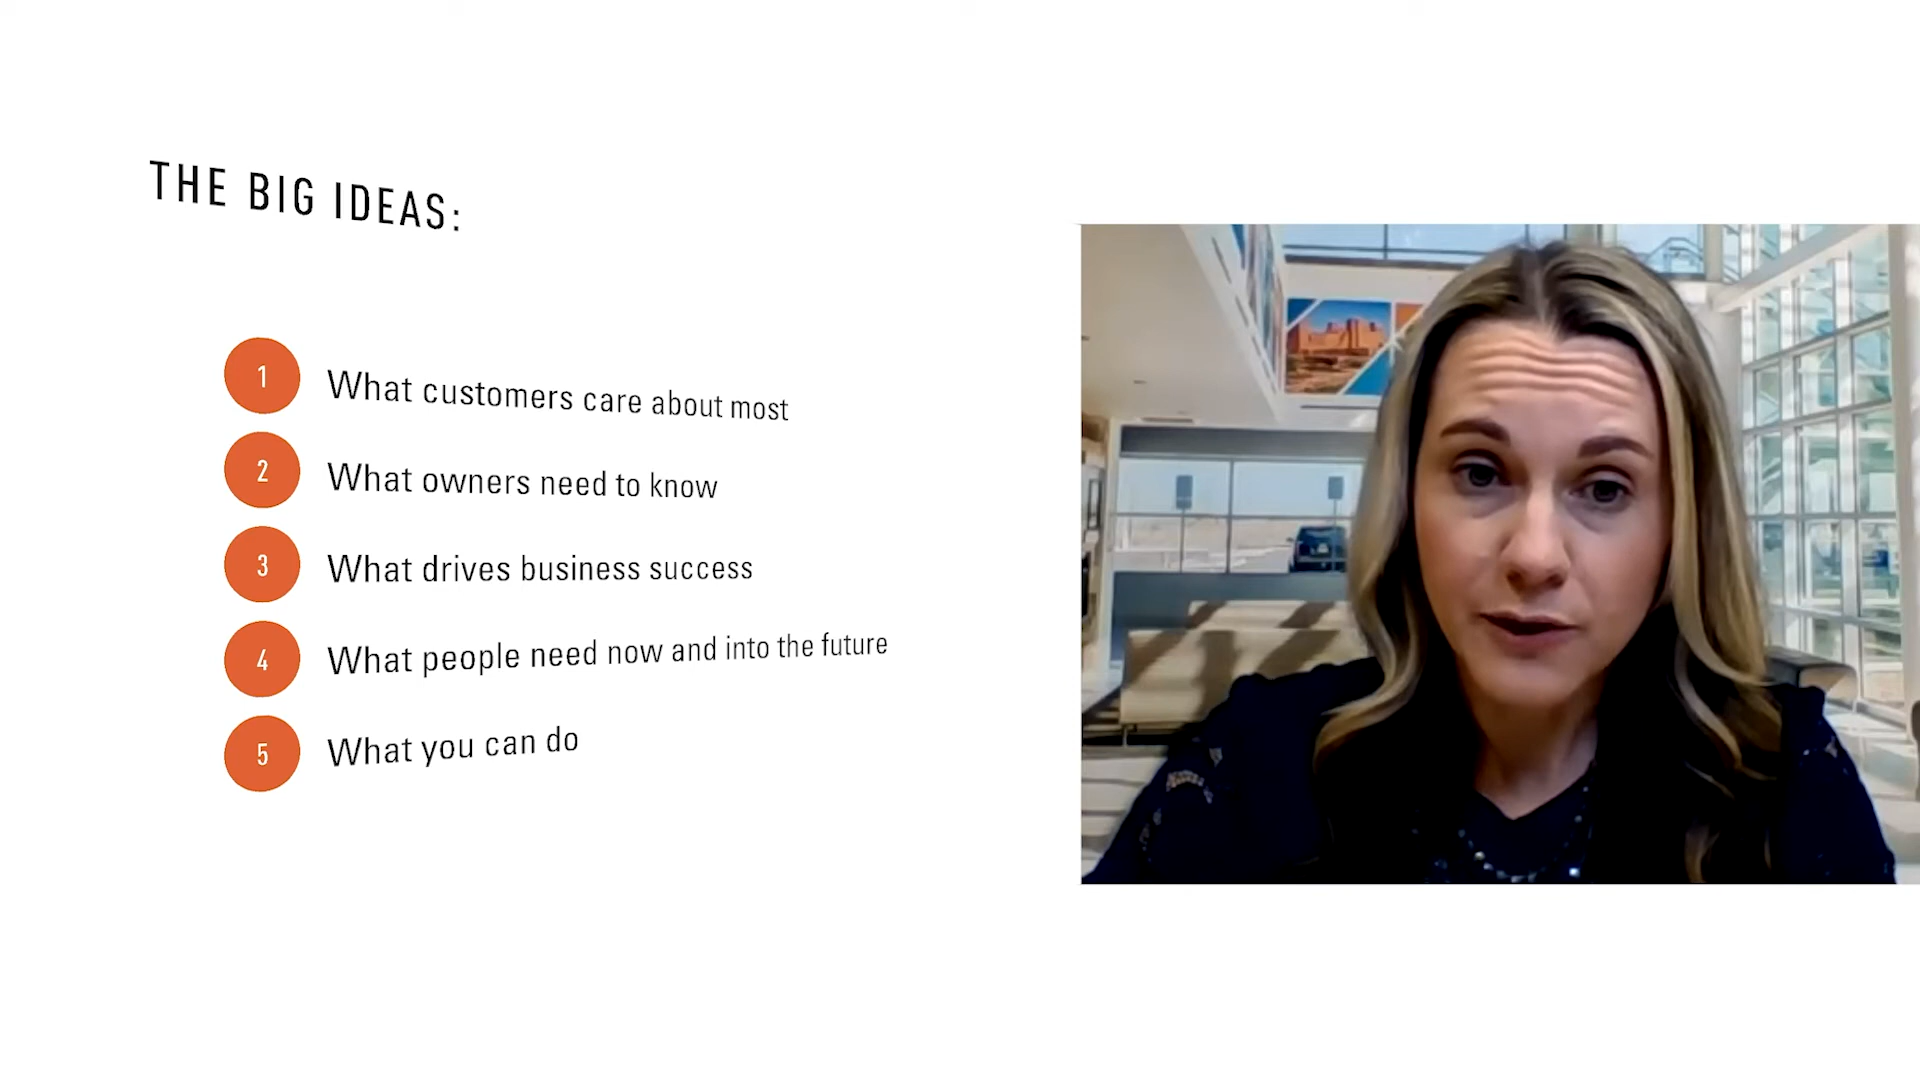 THE BIG IDEAS:
1 What customers care about most
2 What owners need to know
3 What drives business success
4 What people need now and into the future
5 What you can do